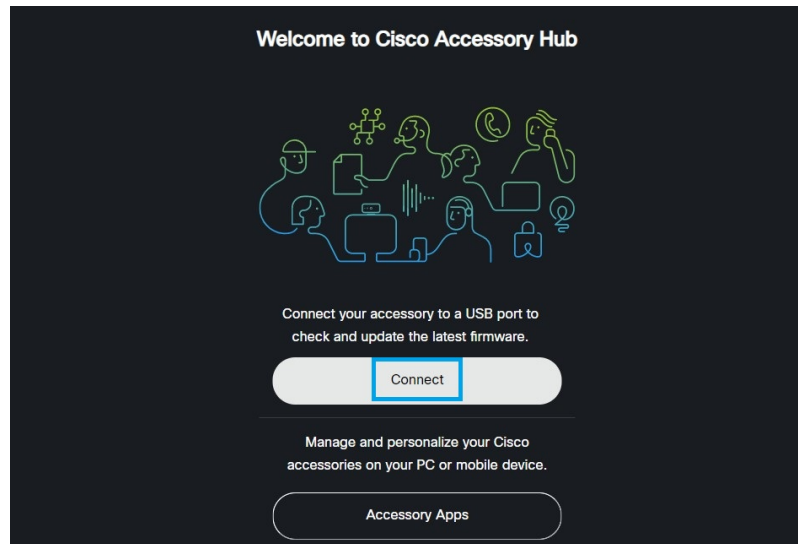 Welcome to Cisco Accessory Hub
Connect your accessory to a USB port to
check and update the latest firmware.
Connect
Manage and personalize your Cisco
accessories on your PC or mobile device.
Accessory Apps